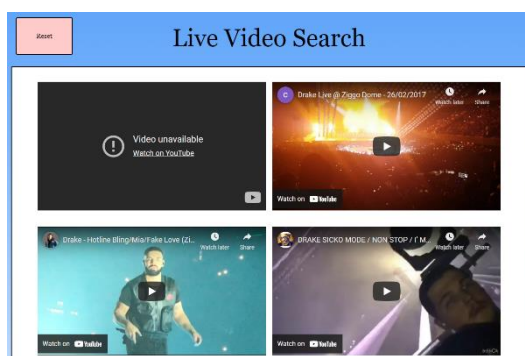 Reset
Live Video Search
Video unavailable
Watch on YouTube
C
Drake Live @ Ziggo Dome - 26/02/2017
Watch later
Share
Watch on YouTube
Drake - Hotline Bling/Mia/Fake Love (Zi...
Watch later
Share
DRAKE SICKO MODE / NON STOP / I' M...
Watch later
Share
Watch on YouTube
Watch on YouTube